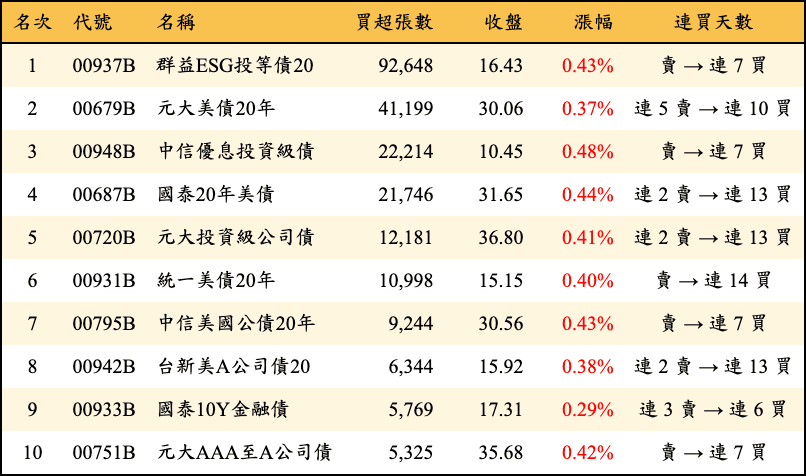 名次 代號 名稱 買超張數 收盤 漲幅 連買天數
1 00937B 群益ESG投等債20 92,648 16.43 0.43% 賣 → 連 7 買
2 00679B 元大美債20年 41,199 30.06 0.37% 連 5 賣 → 連 10 買
3 00948B 中信優息投資級債 22,214 10.45 0.48% 賣 → 連 7 買
4 00687B 國泰20年美債 21,746 31.65 0.44% 連 2 賣 → 連 13 買
5 00720B 元大投資級公司債 12,181 36.80 0.41% 連 2 賣 → 連 13 買
6 00931B 統一美債20年 10,998 15.15 0.40% 賣 → 連 14 買
7 00795B 中信美國公債20年 9,244 30.56 0.43% 賣 → 連 7 買
8 00942B 台新美A公司債20 6,344 15.92 0.38% 連 2 賣 → 連 13 買
9 00933B 國泰10Y金融債 5,769 17.31 0.29% 連 3 賣 → 連 6 買
10 00751B 元大AAA至A公司債 5,325 35.68 0.42% 賣 → 連 7 買